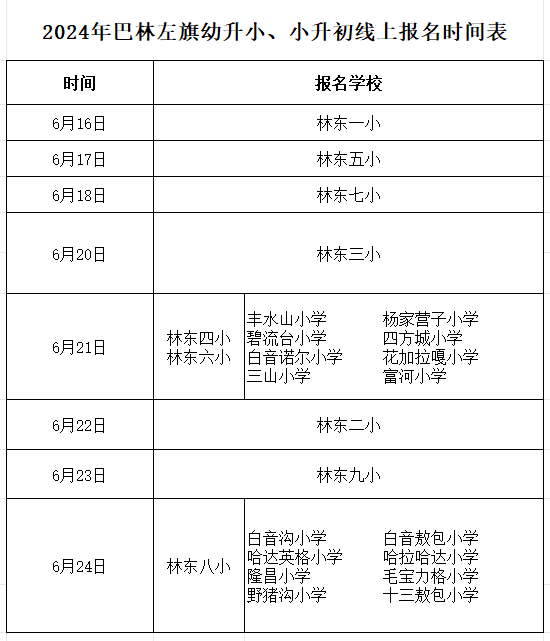 2024年巴林左旗幼升小、小升初线上报名时间表
时间 报名学校
6月16日 林东一小
6月17日 林东五小
6月18日 林东七小
6月20日 林东三小
6月21日
林东四小
林东六小
丰水山小学 杨家营子小学
碧流台小学 四方城小学
白音诺尔小学 花加拉嘎小学
三山小学 富河小学
6月22日 林东二小
6月23日 林东九小
6月24日 林东八小
白音沟小学 白音敖包小学
哈达英格小学 哈拉哈达小学
隆昌小学 毛宝力格小学
野猪沟小学 十三敖包小学